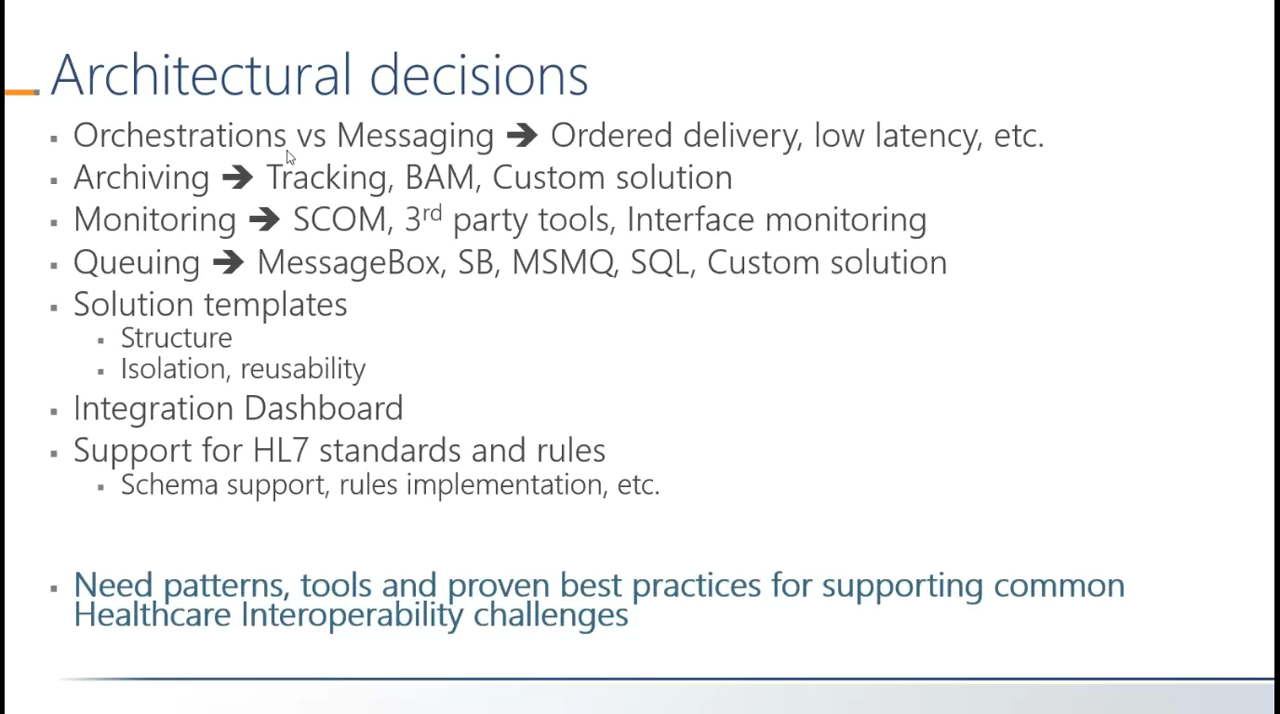 Architectural decisions
▪ Orchestrations vs Messaging 🡪 Ordered delivery, low latency, etc.
▪ Archiving 🡪 Tracking, BAM, Custom solution
▪ Monitoring 🡪 SCOM, 3rd party tools, Interface monitoring
▪ Queuing 🡪 MessageBox, SB, MSMQ, SQL, Custom solution
▪ Solution templates
▪ Structure
▪ Isolation, reusability
▪ Integration Dashboard
▪ Support for HL7 standards and rules
▪ Schema support, rules implementation, etc.
▪ Need patterns, tools and proven best practices for supporting common
Healthcare Interoperability challenges